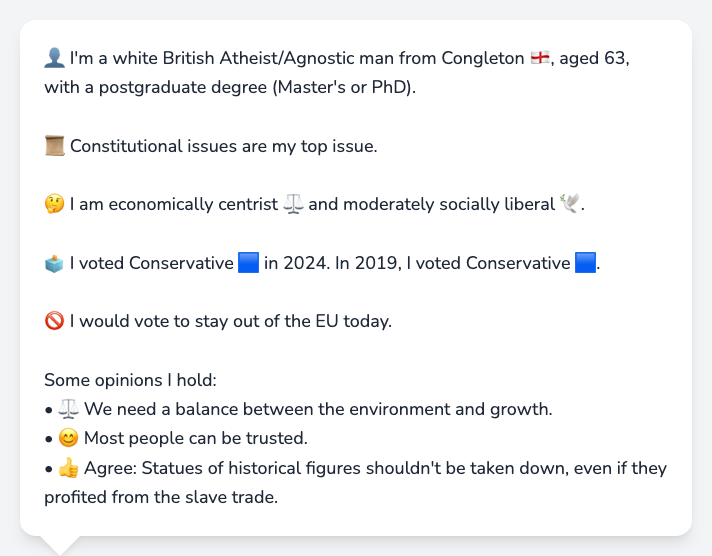 👤 I'm a white British Atheist/Agnostic man from Congleton 🏴󠁧󠁢󠁥󠁮󠁧󠁿, aged 63,
with a postgraduate degree (Master's or PhD).
📜 Constitutional issues are my top issue.
🤔 I am economically centrist ⚖️ and moderately socially liberal 🕊️.
🗳️ I voted Conservative 🟦 in 2024. In 2019, I voted Conservative 🟦.
🚫 I would vote to stay out of the EU today.
Some opinions I hold:
• ⚖️ We need a balance between the environment and growth.
• 😊 Most people can be trusted.
• 👍 Agree: Statues of historical figures shouldn't be taken down, even if they
profited from the slave trade.